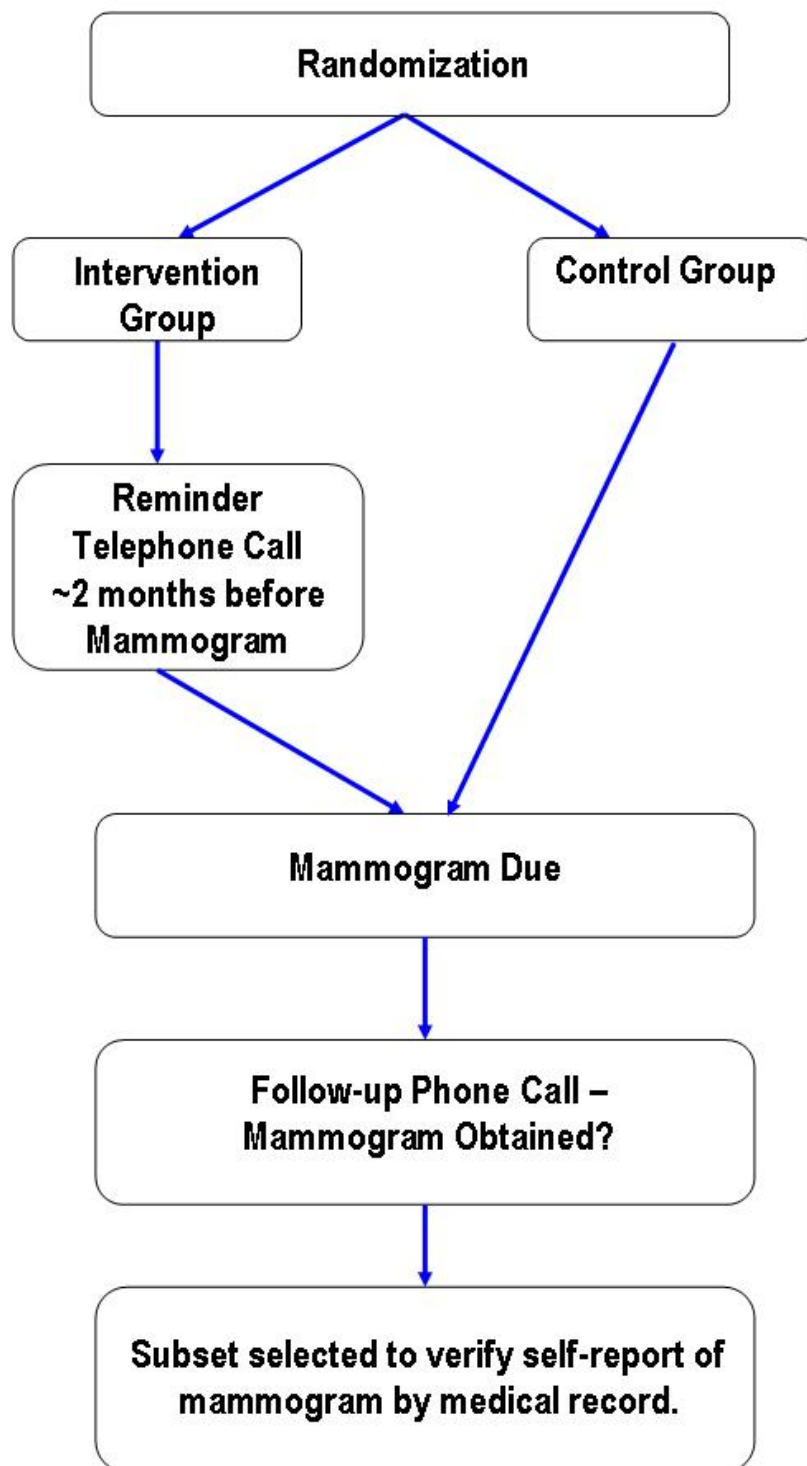 Randomization
Intervention
Group
Control Group
Reminder
Telephone Call
~2 months before
Mammogram
Mammogram Due
Follow-up Phone Call –
Mammogram Obtained?
Subset selected to verify self-report of
mammogram by medical record.